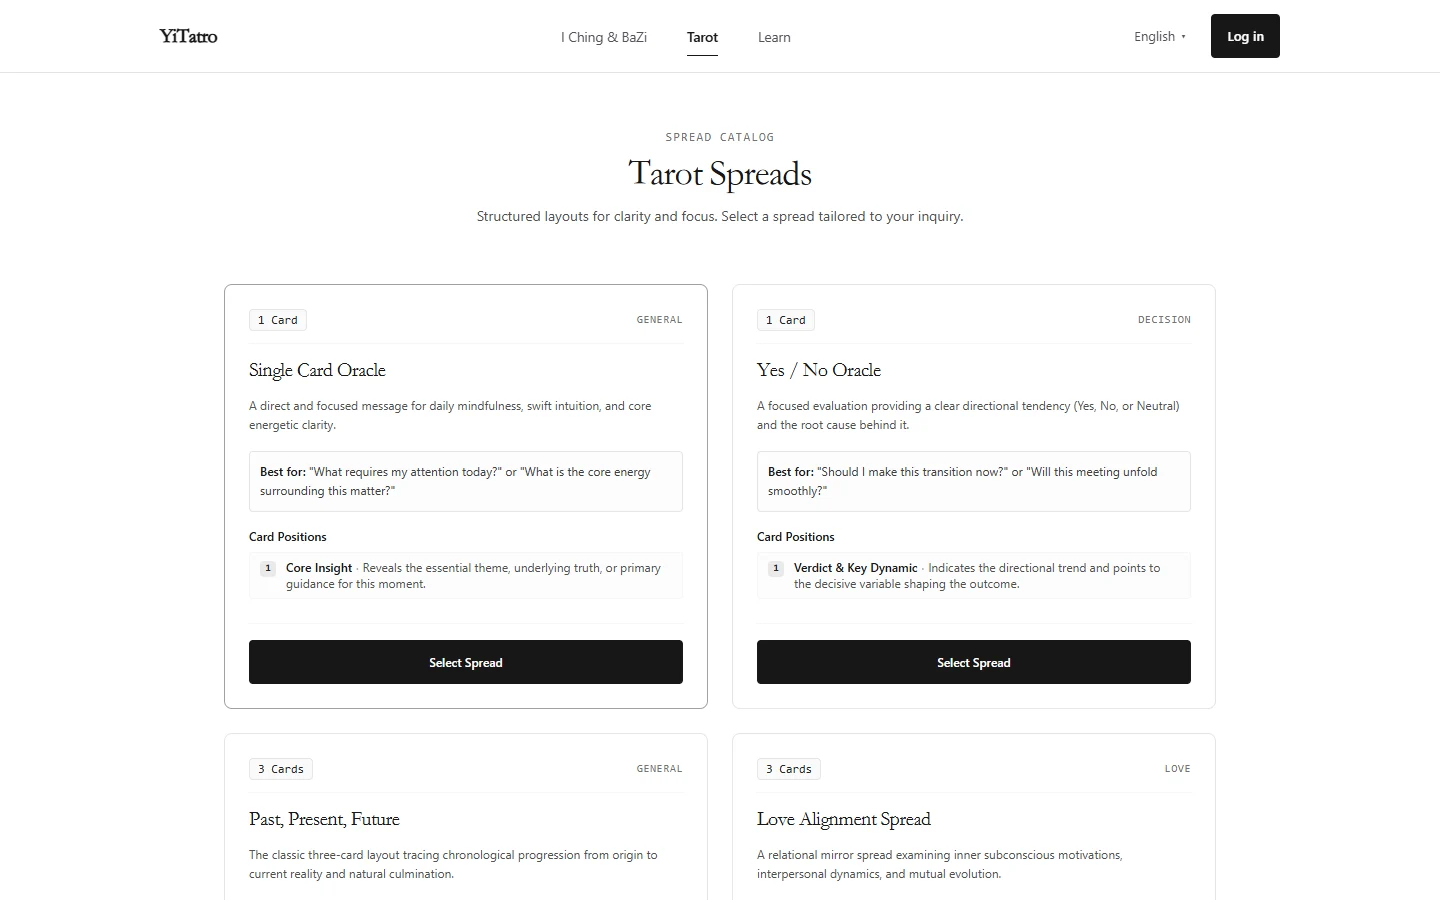 YiTatro
I Ching & BaZi
Tarot
Learn
English
Log in
SPREAD CATALOG
Tarot Spreads
Structured layouts for clarity and focus. Select a spread tailored to your inquiry.
1 Card
GENERAL
Single Card Oracle
A direct and focused message for daily mindfulness, swift intuition, and core
energetic clarity.
Best for: "What requires my attention today?" or "What is the core energy
surrounding this matter?"
Card Positions
1 Core Insight · Reveals the essential theme, underlying truth, or primary
guidance for this moment.
Select Spread
1 Card
DECISION
Yes / No Oracle
A focused evaluation providing a clear directional tendency (Yes, No, or Neutral)
and the root cause behind it.
Best for: "Should I make this transition now?" or "Will this meeting unfold
smoothly?"
Card Positions
1 Verdict & Key Dynamic · Indicates the directional trend and points to
the decisive variable shaping the outcome.
Select Spread
3 Cards
GENERAL
Past, Present, Future
The classic three-card layout tracing chronological progression from origin to
current reality and natural culmination.
3 Cards
LOVE
Love Alignment Spread
A relational mirror spread examining inner subconscious motivations,
interpersonal dynamics, and mutual evolution.